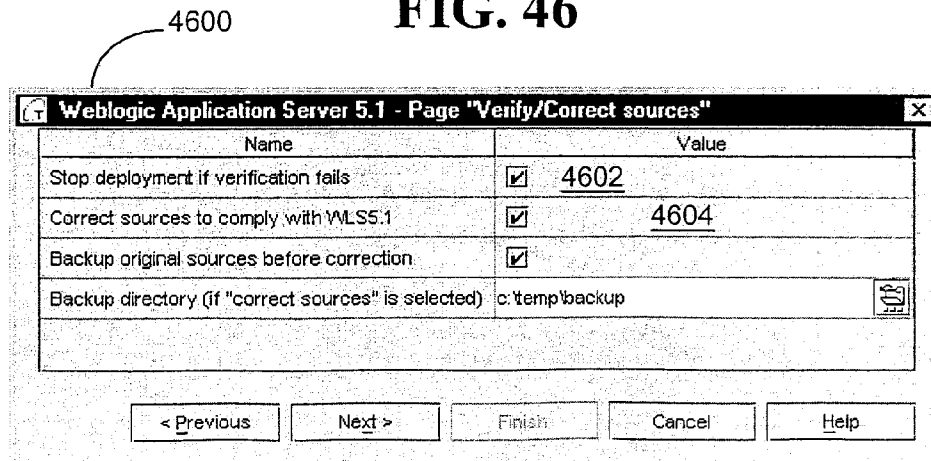 FIG. 46
4600
Weblogic Application Server 5.1 - Page "Verify/Correct sources"
Name Value
Stop deployment if verification fails 4602
Correct sources to comply with WLS5.1 4604
Backup original sources before correction
Backup directory (if "correct sources" is selected) c:\temp\backup
< Previous Next > Finish Cancel Help